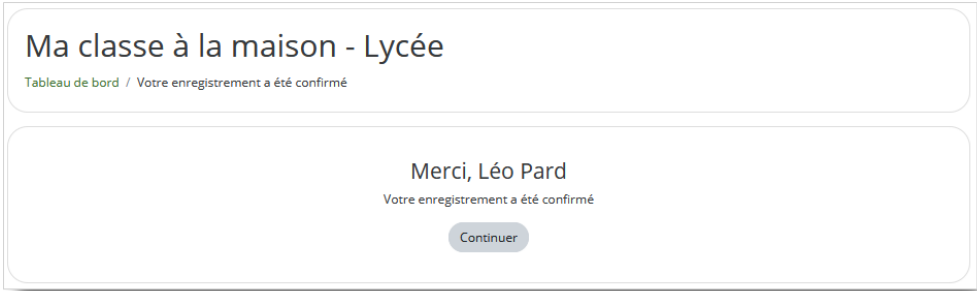 Ma classe à la maison - Lycée
Tableau de bord / Votre enregistrement a été confirmé
Merci, Léo Pard
Votre enregistrement a été confirmé
Continuer